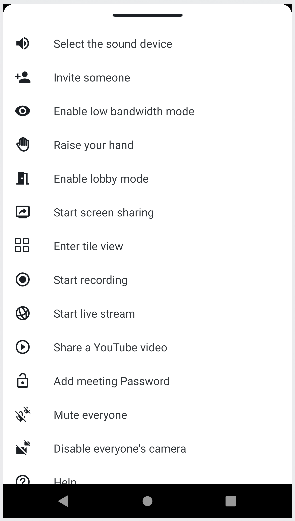 Select the sound device
Invite someone
Enable low bandwidth mode
Raise your hand
Enable lobby mode
Start screen sharing
Enter tile view
Start recording
Start live stream
Share a YouTube video
Add meeting Password
Mute everyone
Disable everyone's camera
Help